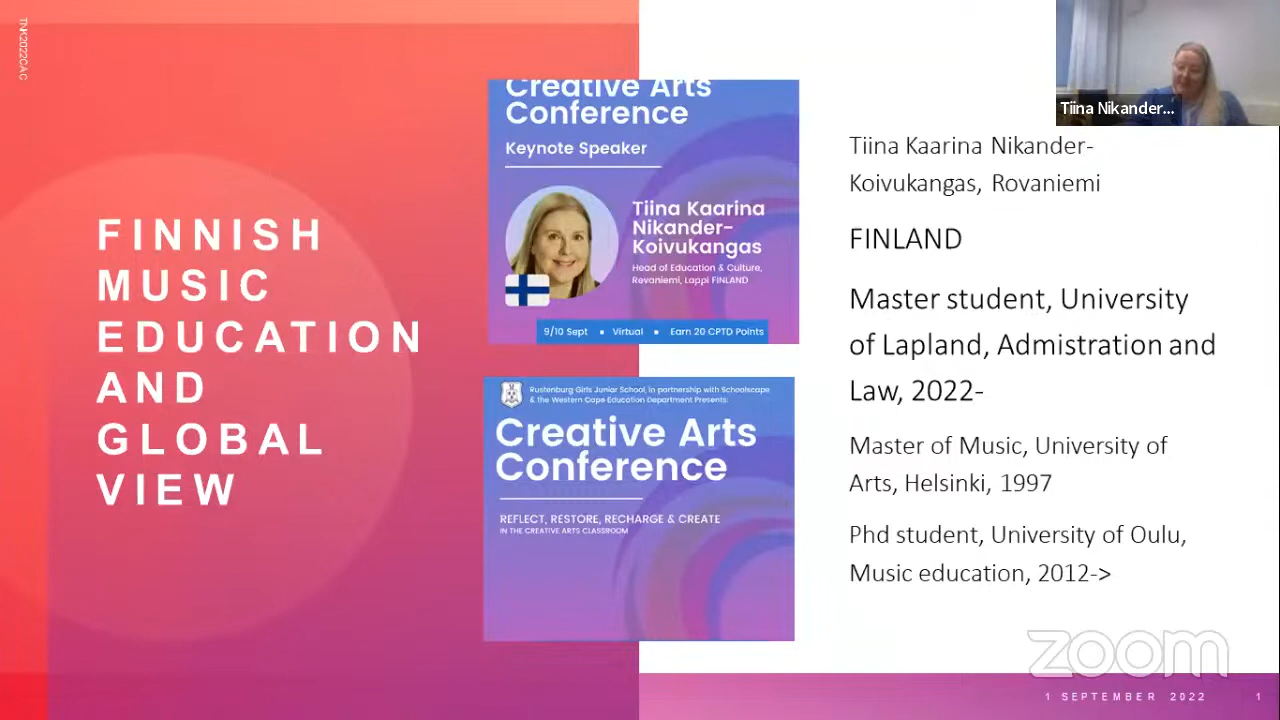 TNK2022CAC
FINNISH
MUSIC
EDUCATION
AND
GLOBAL
VIEW
Creative Arts
Conference
Keynote Speaker
Tiina Kaarina
Nikander-
Koivukangas
Head of Education & Culture,
Revaniemi, Lappi FINLAND
9/10 Sept • Virtual • Earn 20 CPTD Points
Rustenburg Girls Junior School, in partnership with Schoolscape
& the Western Cape Education Department Presents:
Creative Arts
Conference
REFLECT, RESTORE, RECHARGE & CREATE
IN THE CREATIVE ARTS CLASSROOM
Tiina Nikander...
Tiina Kaarina Nikander-
Koivukangas, Rovaniemi
FINLAND
Master student, University
of Lapland, Admistration and
Law, 2022-
Master of Music, University of
Arts, Helsinki, 1997
Phd student, University of Oulu,
Music education, 2012->
zoom
1 SEPTEMBER 2022 1